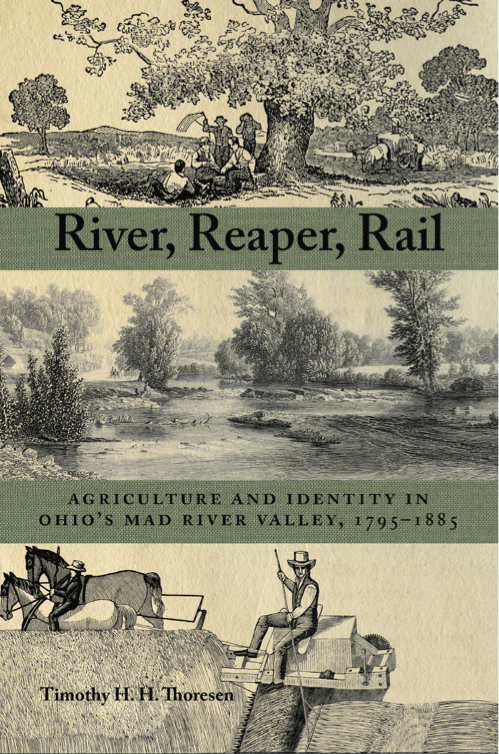 River, Reaper, Rail
AGRICULTURE AND IDENTITY IN
OHIO'S MAD RIVER VALLEY, 1795–1885
Timothy H. H. Thoresen